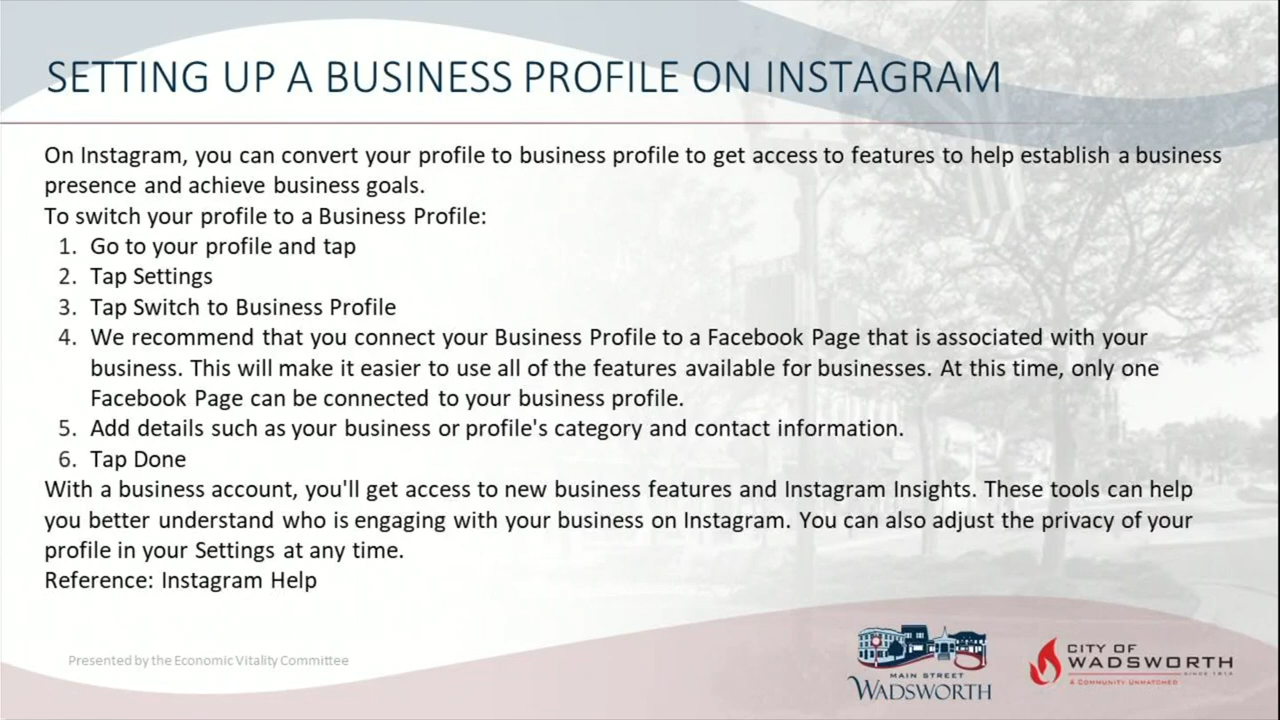 SETTING UP A BUSINESS PROFILE ON INSTAGRAM
On Instagram, you can convert your profile to business profile to get access to features to help establish a business
presence and achieve business goals.
To switch your profile to a Business Profile:
1. Go to your profile and tap
2. Tap Settings
3. Tap Switch to Business Profile
4. We recommend that you connect your Business Profile to a Facebook Page that is associated with your
business. This will make it easier to use all of the features available for businesses. At this time, only one
Facebook Page can be connected to your business profile.
5. Add details such as your business or profile's category and contact information.
6. Tap Done
With a business account, you'll get access to new business features and Instagram Insights. These tools can help
you better understand who is engaging with your business on Instagram. You can also adjust the privacy of your
profile in your Settings at any time.
Reference: Instagram Help
Presented by the Economic Vitality Committee
MAIN STREET
WADSWORTH
CITY OF
WADSWORTH
SINCE 1814
A COMMUNITY UNMATCHED